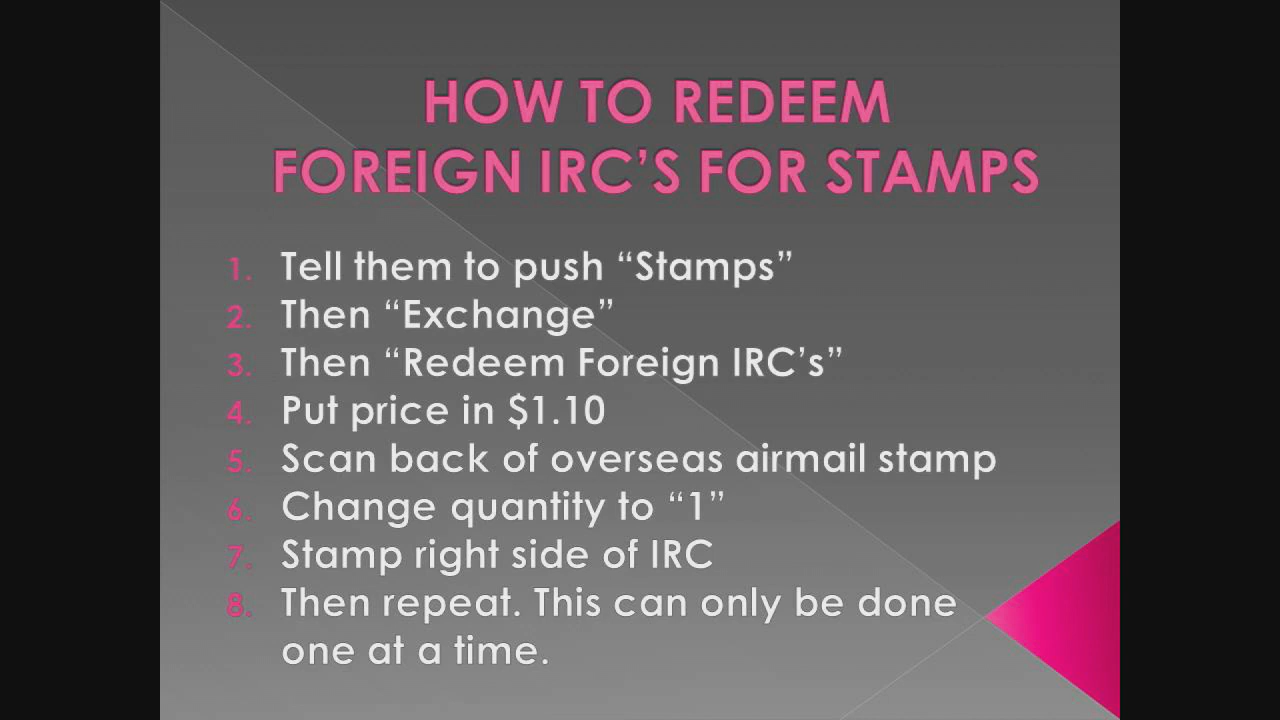 HOW TO REDEEM
FOREIGN IRC’S FOR STAMPS
1. Tell them to push “Stamps”
2. Then “Exchange”
3. Then “Redeem Foreign IRC’s”
4. Put price in $1.10
5. Scan back of overseas airmail stamp
6. Change quantity to “1”
7. Stamp right side of IRC
8. Then repeat. This can only be done
one at a time.